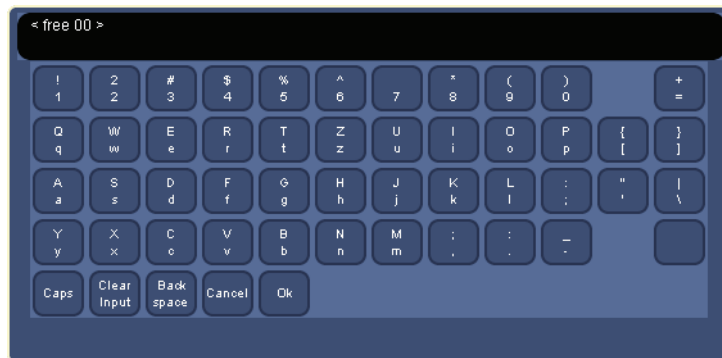 < free 00 >
! 2 # $ % ^ * ( ) +
1 2 3 4 5 6 7 8 9 0 =
Q W E R T Z U I O P { }
q w e r t z u i o p [ ]
A S D F G H J K L : " |
a s d f g h j k l ; ' \
Y X C V B N M ; : _
y x c v b n m , . -
Caps Clear Input Back space Cancel Ok